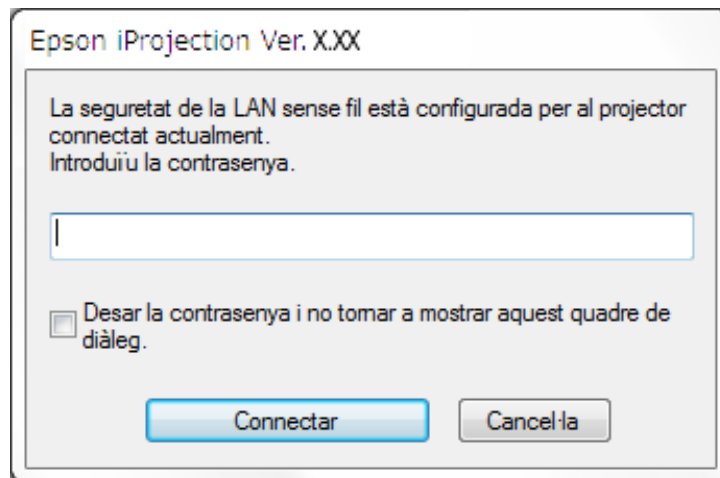 Epson iProjection Ver. X.XX
La seguretat de la LAN sense fil està configurada per al projector
connectat actualment.
Introduïu la contrasenya.
Desar la contrasenya i no tornar a mostrar aquest quadre de
diàleg.
Connectar
Cancel·la